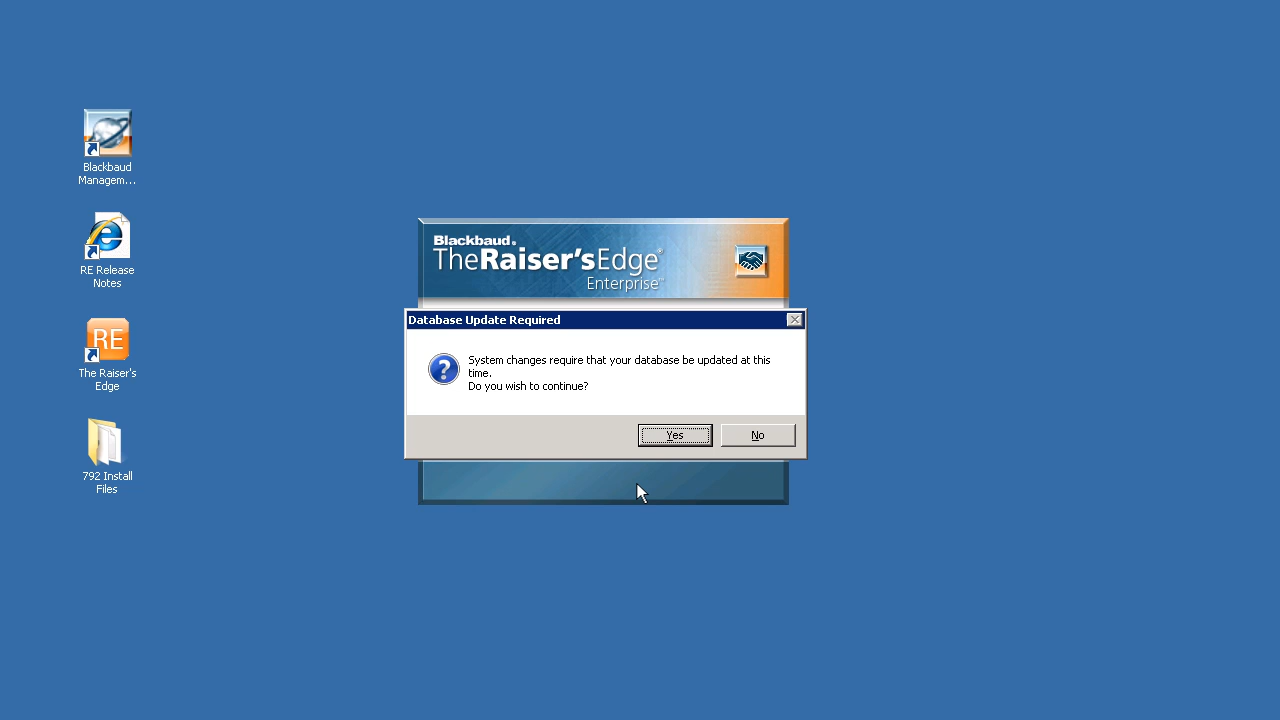 Blackbaud
Managem...
RE Release
Notes
RE
The Raiser's
Edge
792 Install
Files
Blackbaud®
The Raiser's Edge®
Enterprise™
Database Update Required
System changes require that your database be updated at this
time.
Do you wish to continue?
Yes
No